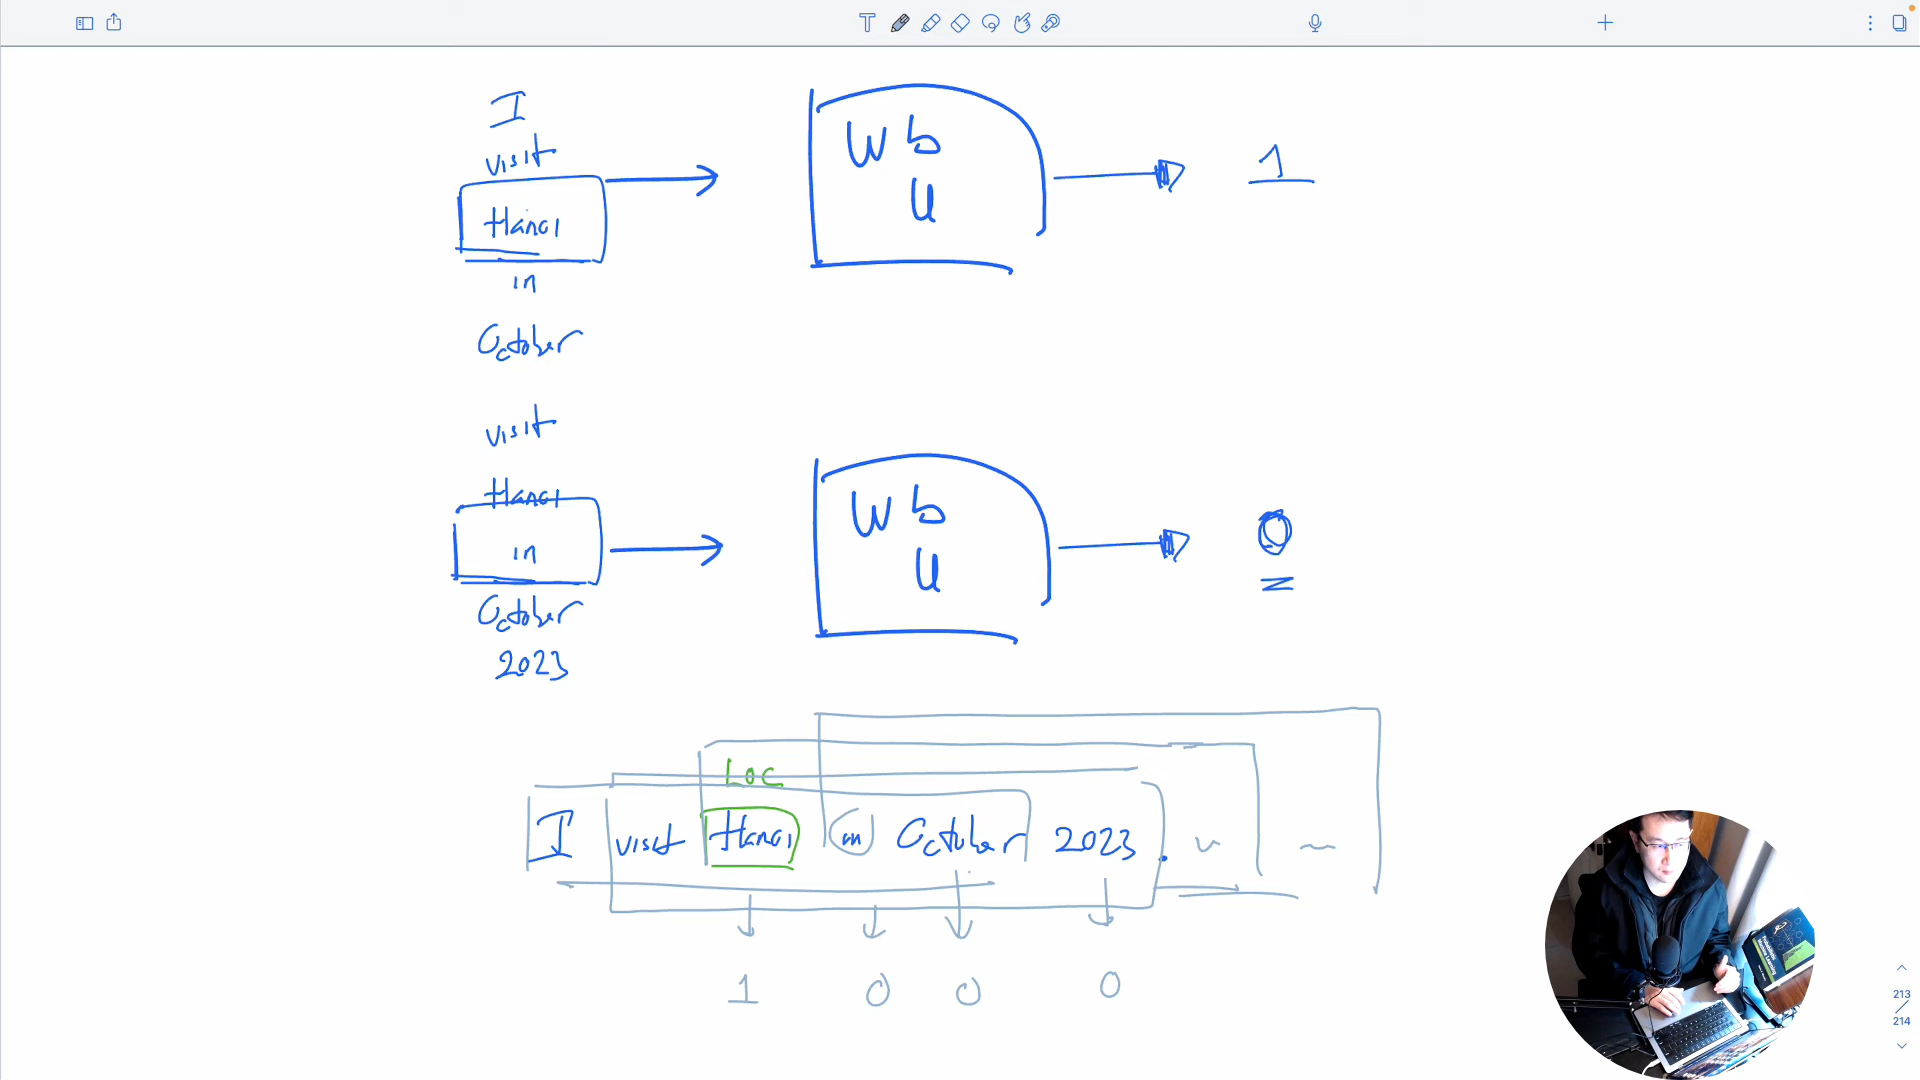 I
visit
Hanoi
in
October
W b
U
1
visit
Hanoi
in
October
2023
W b
U
0
LOC
I visit Hanoi in October 2023 .
1 0 0 0
213
214